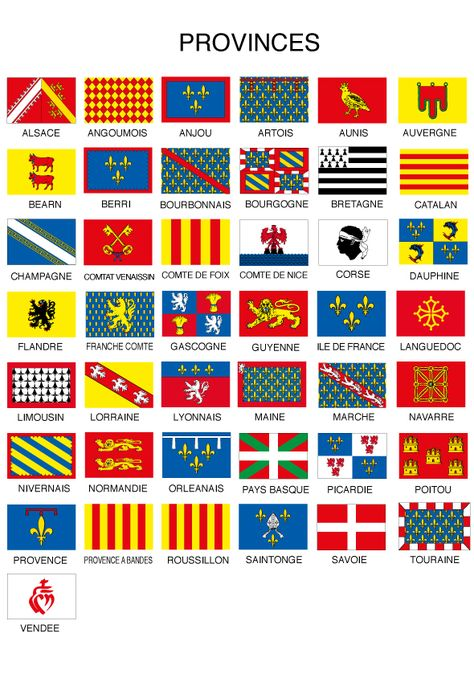 PROVINCES
ALSACE ANGOUMOIS ANJOU ARTOIS AUNIS AUVERGNE
BEARN BERRI BOURBONNAIS BOURGOGNE BRETAGNE CATALAN
CHAMPAGNE COMTAT VENAISSIN COMTE DE FOIX COMTE DE NICE CORSE DAUPHINE
FLANDRE FRANCHE COMTE GASCOGNE GUYENNE ILE DE FRANCE LANGUEDOC
LIMOUSIN LORRAINE LYONNAIS MAINE MARCHE NAVARRE
NIVERNAIS NORMANDIE ORLEANAIS PAYS BASQUE PICARDIE POITOU
PROVENCE PROVENCE A BANDES ROUSSILLON SAINTONGE SAVOIE TOURAINE
VENDEE